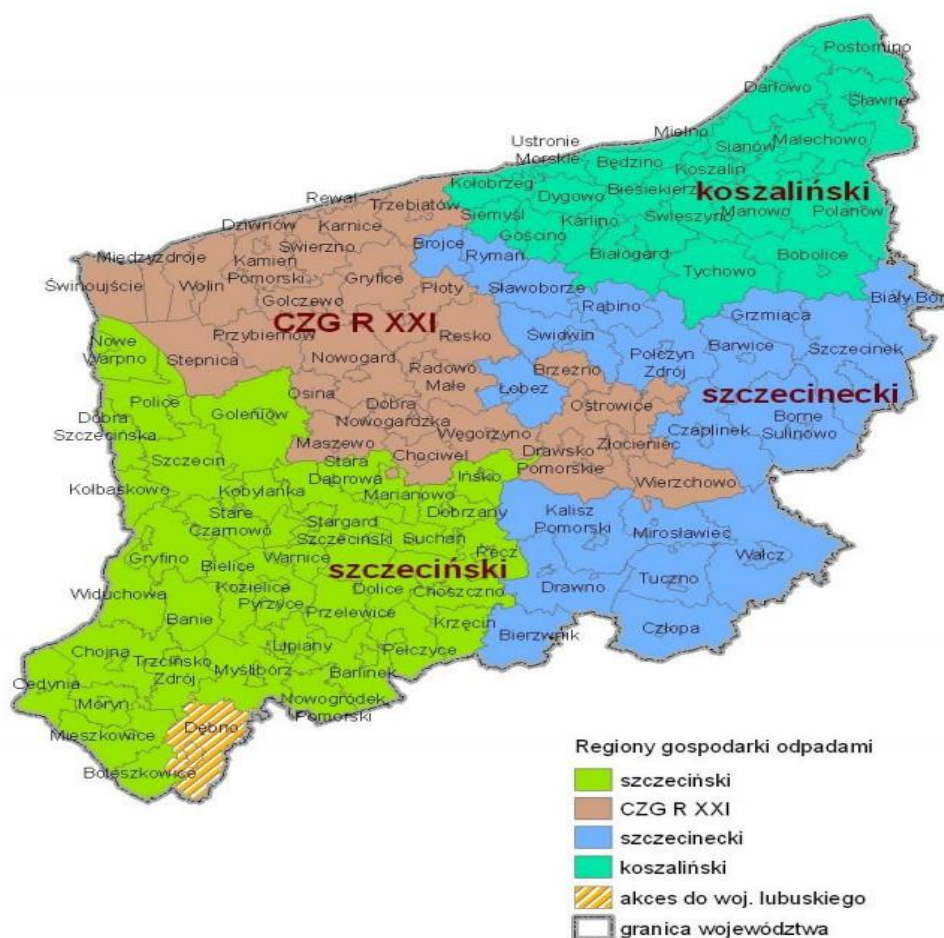 Postomino
Darłowo
Sławno
Mielno
Malechowo
Ustronie
Morskie
Sianów
Będzino
Koszalin
Kołobrzeg
Dygowo
Biesiekierz
koszaliński
Rewal
Trzebiatów
Siemyśl
Karlino
Świeszyno
Manowo
Polanów
Dziwnów
Karnice
Gościno
Świerzno
Brojce
Rymań
Białogard
Tychowo
Bobolice
Międzyzdroje
Kamień
Pomorski
Gryfice
Płoty
Sławoborze
Świnoujście
Wolin
Golczewo
Rąbino
Biały Bór
Grzmiąca
CZG R XXI
Przybiernów
Resko
Świdwin
Barwice
Szczecinek
Nowe
Warpno
Stepnica
Nowogard
Połczyn
Zdrój
Radowo
Małe
Brzeżno
Łobez
szczecinecki
Police
Goleniów
Osina
Dobra
Nowogardzka
Ostrowice
Dobra
Szczecińska
Węgorzyno
Czaplinek
Borne
Sulinowo
Maszewo
Złocieniec
Szczecin
Chociwel
Drawsko
Pomorskie
Stara
Dąbrowa
Ińsko
Wierzchowo
Kołbaskowo
Kobylanka
Marianowo
Dobrzany
Stare
Czarnowo
Stargard
Szczeciński
Suchań
Kalisz
Pomorski
Mirosławiec
Gryfino
Bielice
Warnice
Recz
Wałcz
szczeciński
Widuchowa
Kozielice
Dolice
Choszczno
Drawno
Tuczno
Pyrzyce
Przelewice
Banie
Krzęcin
Bierzwnik
Człopa
Chojna
Lipiany
Pełczyce
Trzcińsko
Zdrój
Myślibórz
Barlinek
Cedynia
Moryń
Nowogródek
Pomorski
Mieszkowice
Dębno
Boleszkowice
Regiony gospodarki odpadami
szczeciński
CZG R XXI
szczecinecki
koszaliński
akces do woj. lubuskiego
granica województwa